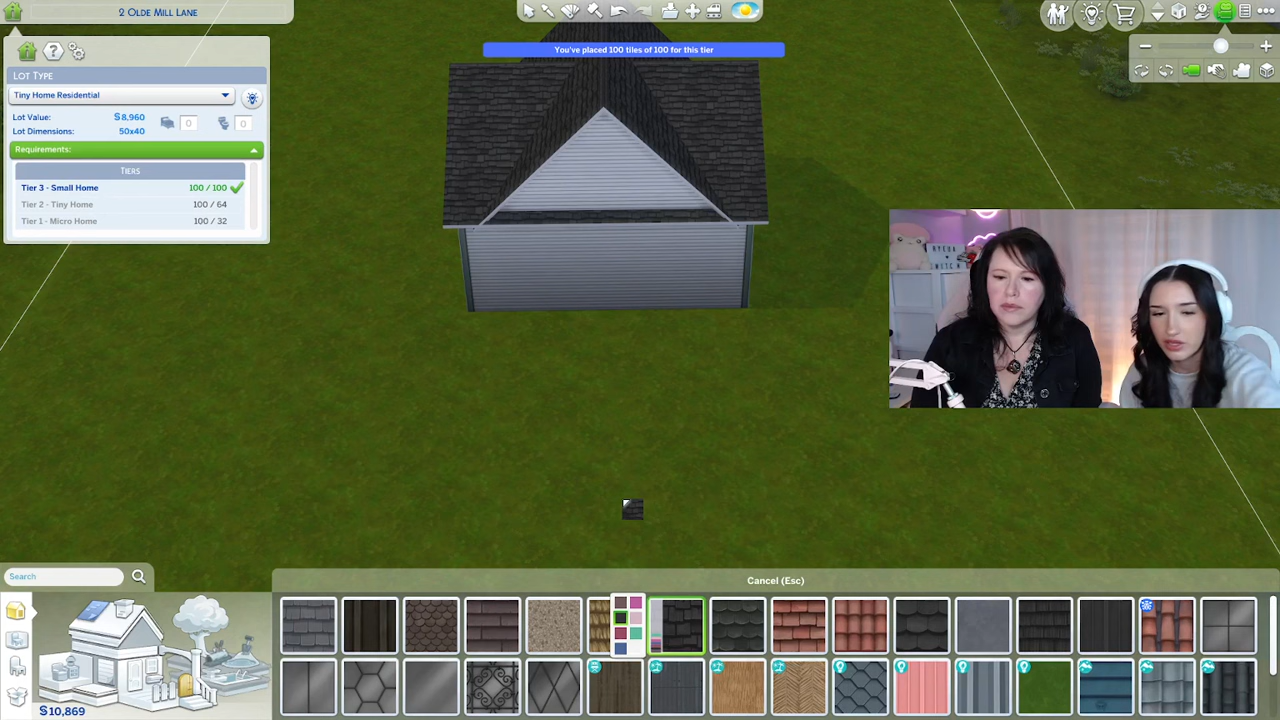 2 Olde Mill Lane
You've placed 100 tiles of 100 for this tier
Lot Type
Tiny Home Residential
Lot Value: §8,960
0
0
Lot Dimensions: 50x40
Requirements:
Tiers
Tier 3 - Small Home 100 / 100
Tier 2 - Tiny Home 100 / 64
Tier 1 - Micro Home 100 / 32
Search
Cancel (Esc)
§10,869